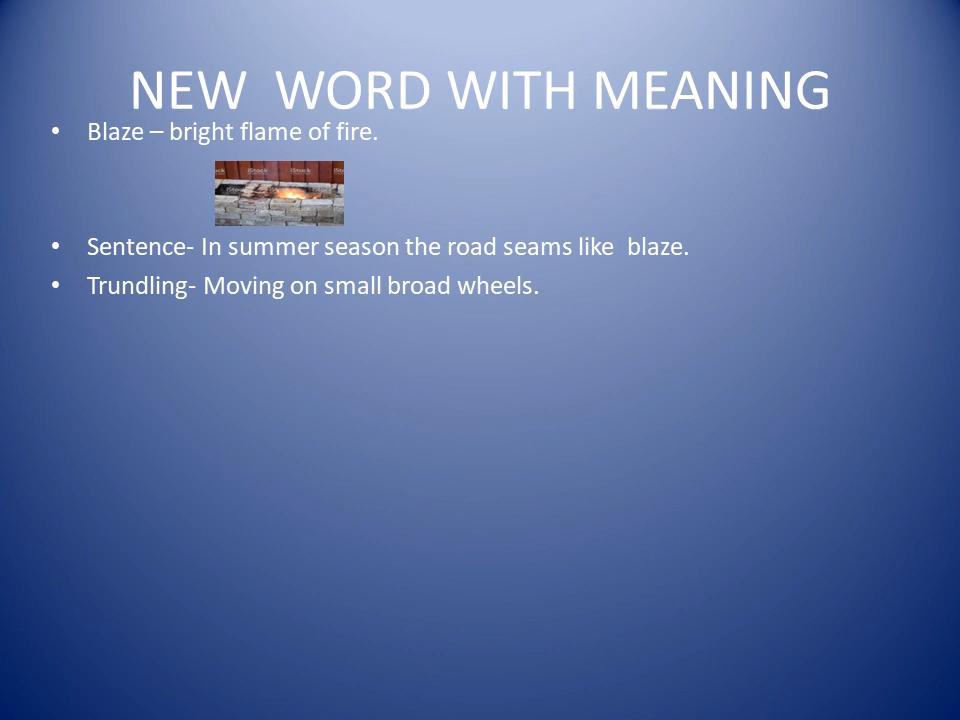 NEW WORD WITH MEANING
• Blaze – bright flame of fire.
iStock
• Sentence- In summer season the road seams like blaze.
• Trundling- Moving on small broad wheels.